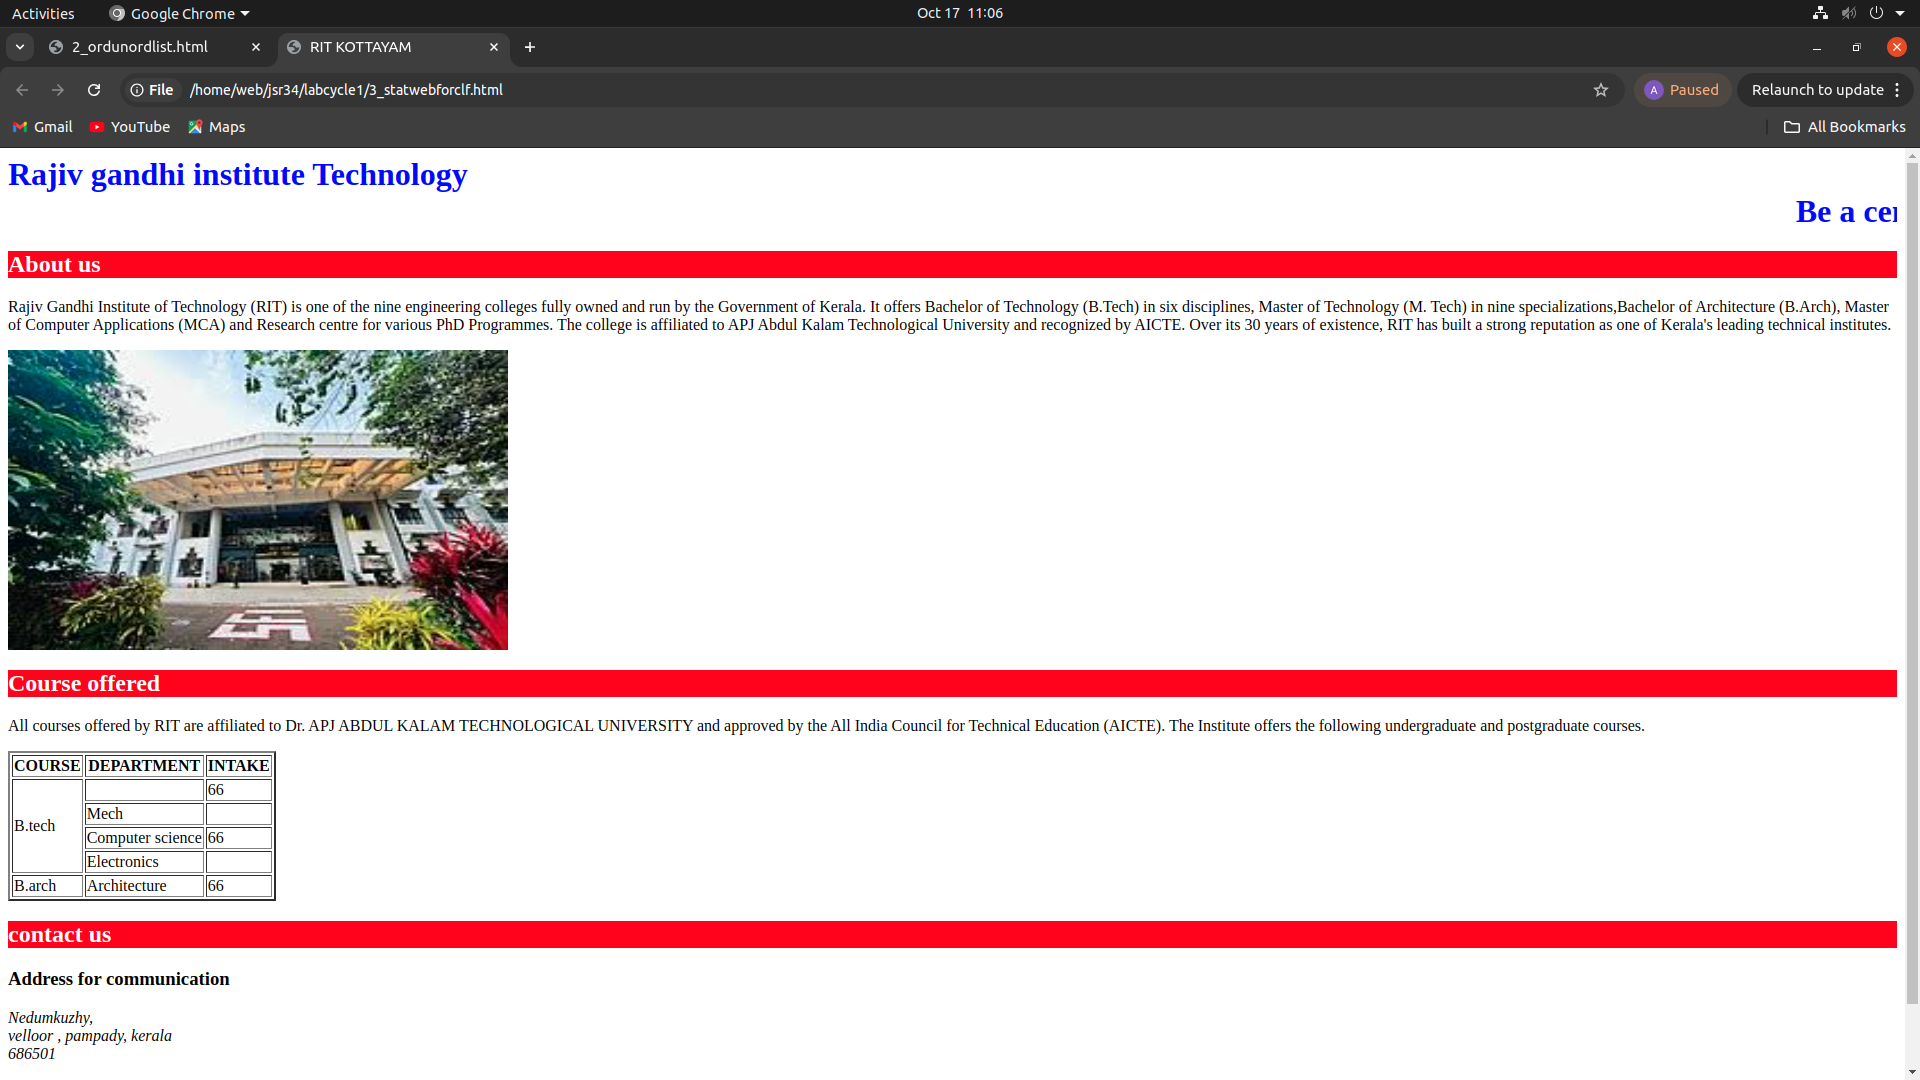 Activities Google Chrome Oct 17 11:06
2_ordunordlist.html RIT KOTTAYAM
File /home/web/jsr34/labcycle1/3_statwebforclf.html A Paused Relaunch to update
Gmail YouTube Maps All Bookmarks
Rajiv gandhi institute Technology
Be a cer
About us
Rajiv Gandhi Institute of Technology (RIT) is one of the nine engineering colleges fully owned and run by the Government of Kerala. It offers Bachelor of Technology (B.Tech) in six disciplines, Master of Technology (M. Tech) in nine specializations,Bachelor of Architecture (B.Arch), Master
of Computer Applications (MCA) and Research centre for various PhD Programmes. The college is affiliated to APJ Abdul Kalam Technological University and recognized by AICTE. Over its 30 years of existence, RIT has built a strong reputation as one of Kerala's leading technical institutes.
Course offered
All courses offered by RIT are affiliated to Dr. APJ ABDUL KALAM TECHNOLOGICAL UNIVERSITY and approved by the All India Council for Technical Education (AICTE). The Institute offers the following undergraduate and postgraduate courses.
COURSE DEPARTMENT INTAKE
66
B.tech Mech
Computer science 66
Electronics
B.arch Architecture 66
contact us
Address for communication
Nedumkuzhy,
velloor , pampady, kerala
686501